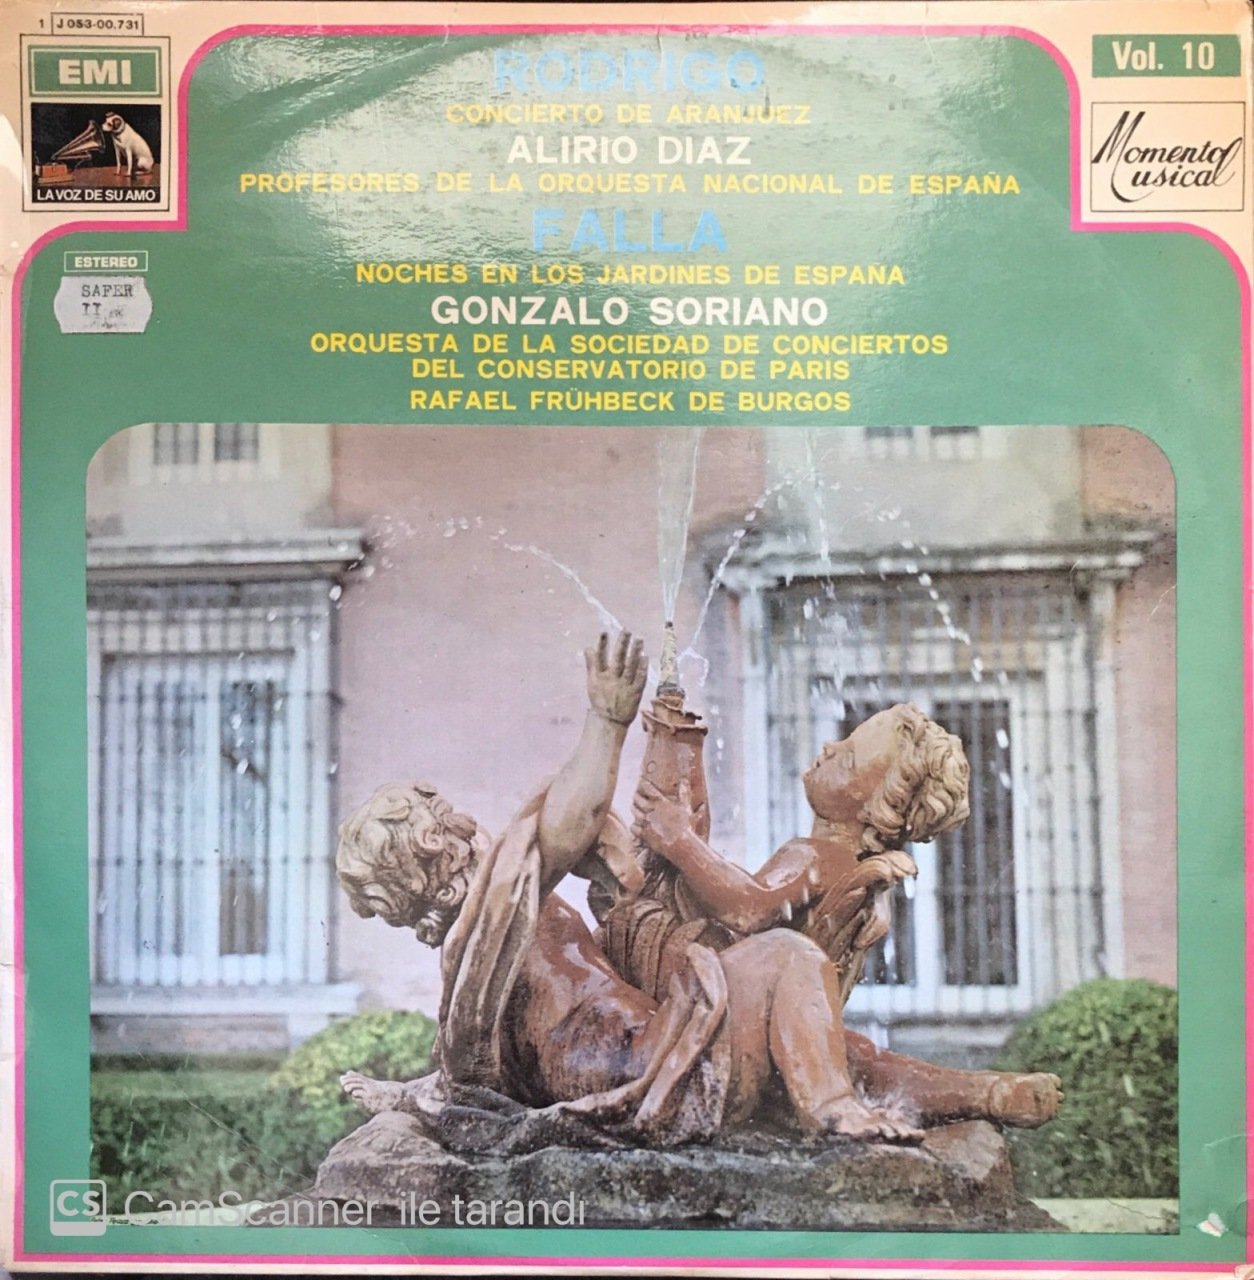 1 J 053-00.731
EMI
LA VOZ DE SU AMO
Vol. 10
Momento
Musical
ESTEREO
SAFER
II
RODRIGO
CONCIERTO DE ARANJUEZ
ALIRIO DIAZ
PROFESORES DE LA ORQUESTA NACIONAL DE ESPAÑA
FALLA
NOCHES EN LOS JARDINES DE ESPAÑA
GONZALO SORIANO
ORQUESTA DE LA SOCIEDAD DE CONCIERTOS
DEL CONSERVATORIO DE PARIS
RAFAEL FRÜHBECK DE BURGOS
CS CamScanner ile tarandı